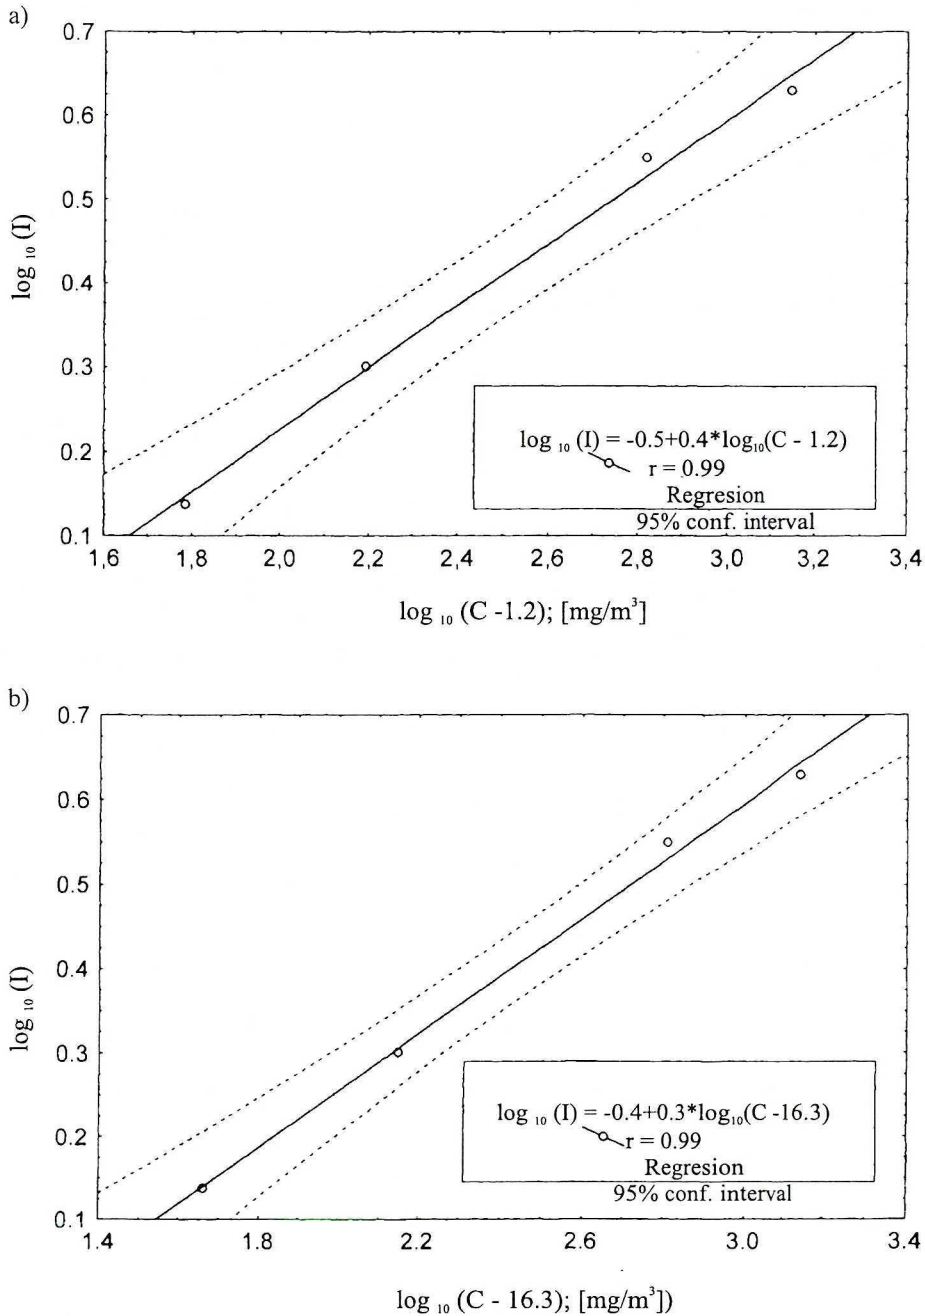 a)
0.7
0.6
0.5
0.4
0.3
0.2
0.1
log ₁₀ (I)
log ₁₀ (I) = -0.5+0.4*log₁₀(C - 1.2)
r = 0.99
Regresion
95% conf. interval
1,6 1,8 2,0 2,2 2,4 2,6 2,8 3,0 3,2 3,4
log ₁₀ (C -1.2); [mg/m³]
b)
0.7
0.6
0.5
0.4
0.3
0.2
0.1
log ₁₀ (I)
log ₁₀ (I) = -0.4+0.3*log₁₀(C -16.3)
r = 0.99
Regresion
95% conf. interval
1.4 1.8 2.2 2.6 3.0 3.4
log ₁₀ (C - 16.3); [mg/m³])